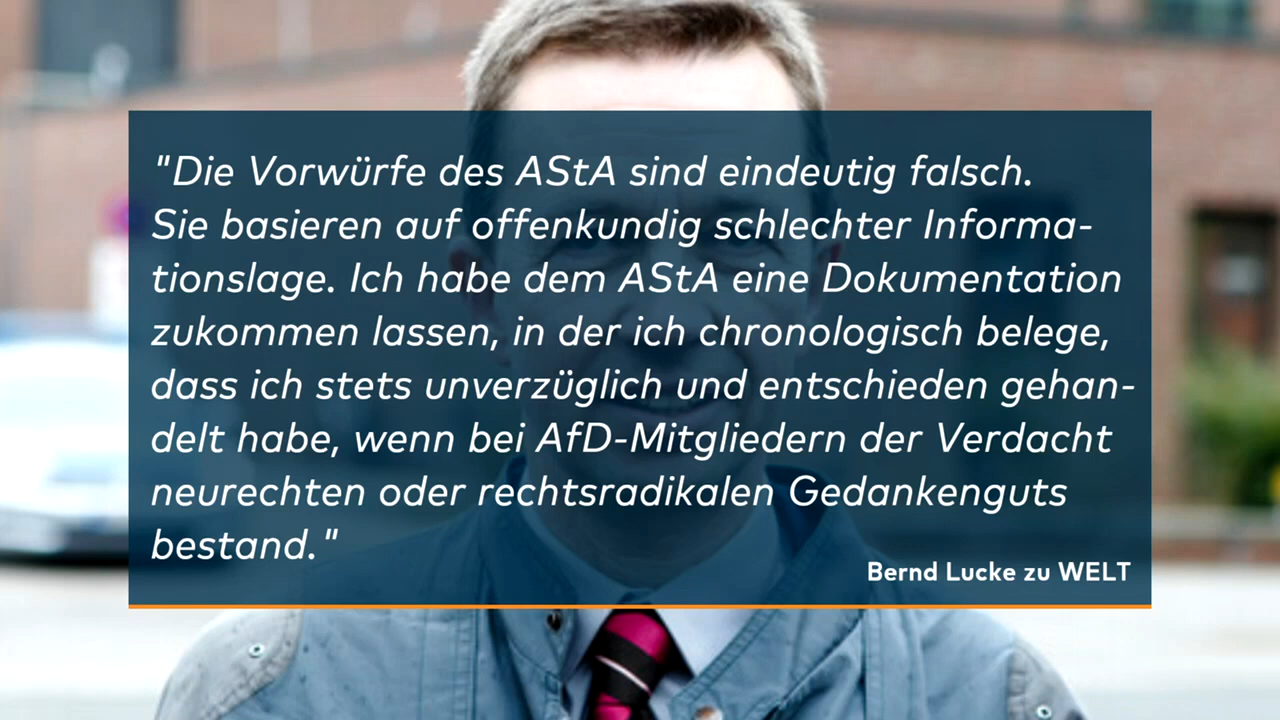 "Die Vorwürfe des AStA sind eindeutig falsch.
Sie basieren auf offenkundig schlechter Informa-
tionslage. Ich habe dem AStA eine Dokumentation
zukommen lassen, in der ich chronologisch belege,
dass ich stets unverzüglich und entschieden gehan-
delt habe, wenn bei AfD-Mitgliedern der Verdacht
neurechten oder rechtsradikalen Gedankenguts
bestand."
Bernd Lucke zu WELT